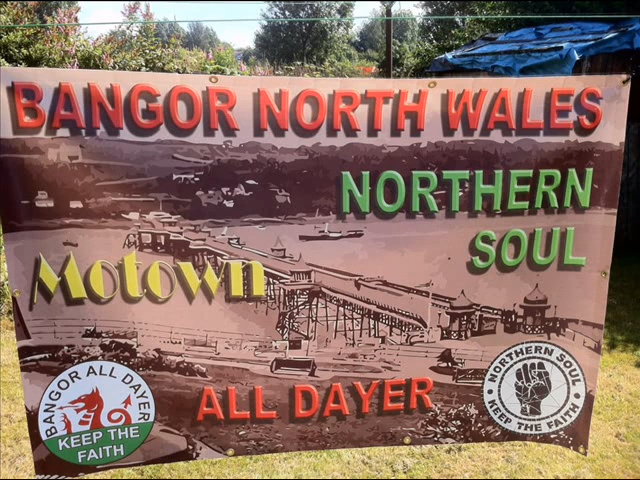 BANGOR NORTH WALES
NORTHERN
SOUL
Motown
ALL DAYER
BANGOR ALL DAYER
KEEP THE
FAITH
NORTHERN SOUL
KEEP THE FAITH